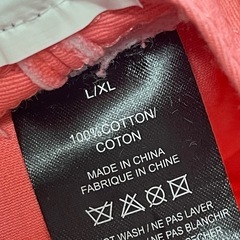 L/XL
100% COTTON/
COTON
MADE IN CHINA
FABRIQUE IN CHINE
WASH / NE PAS LAVER
NE PAS BLANCHIR